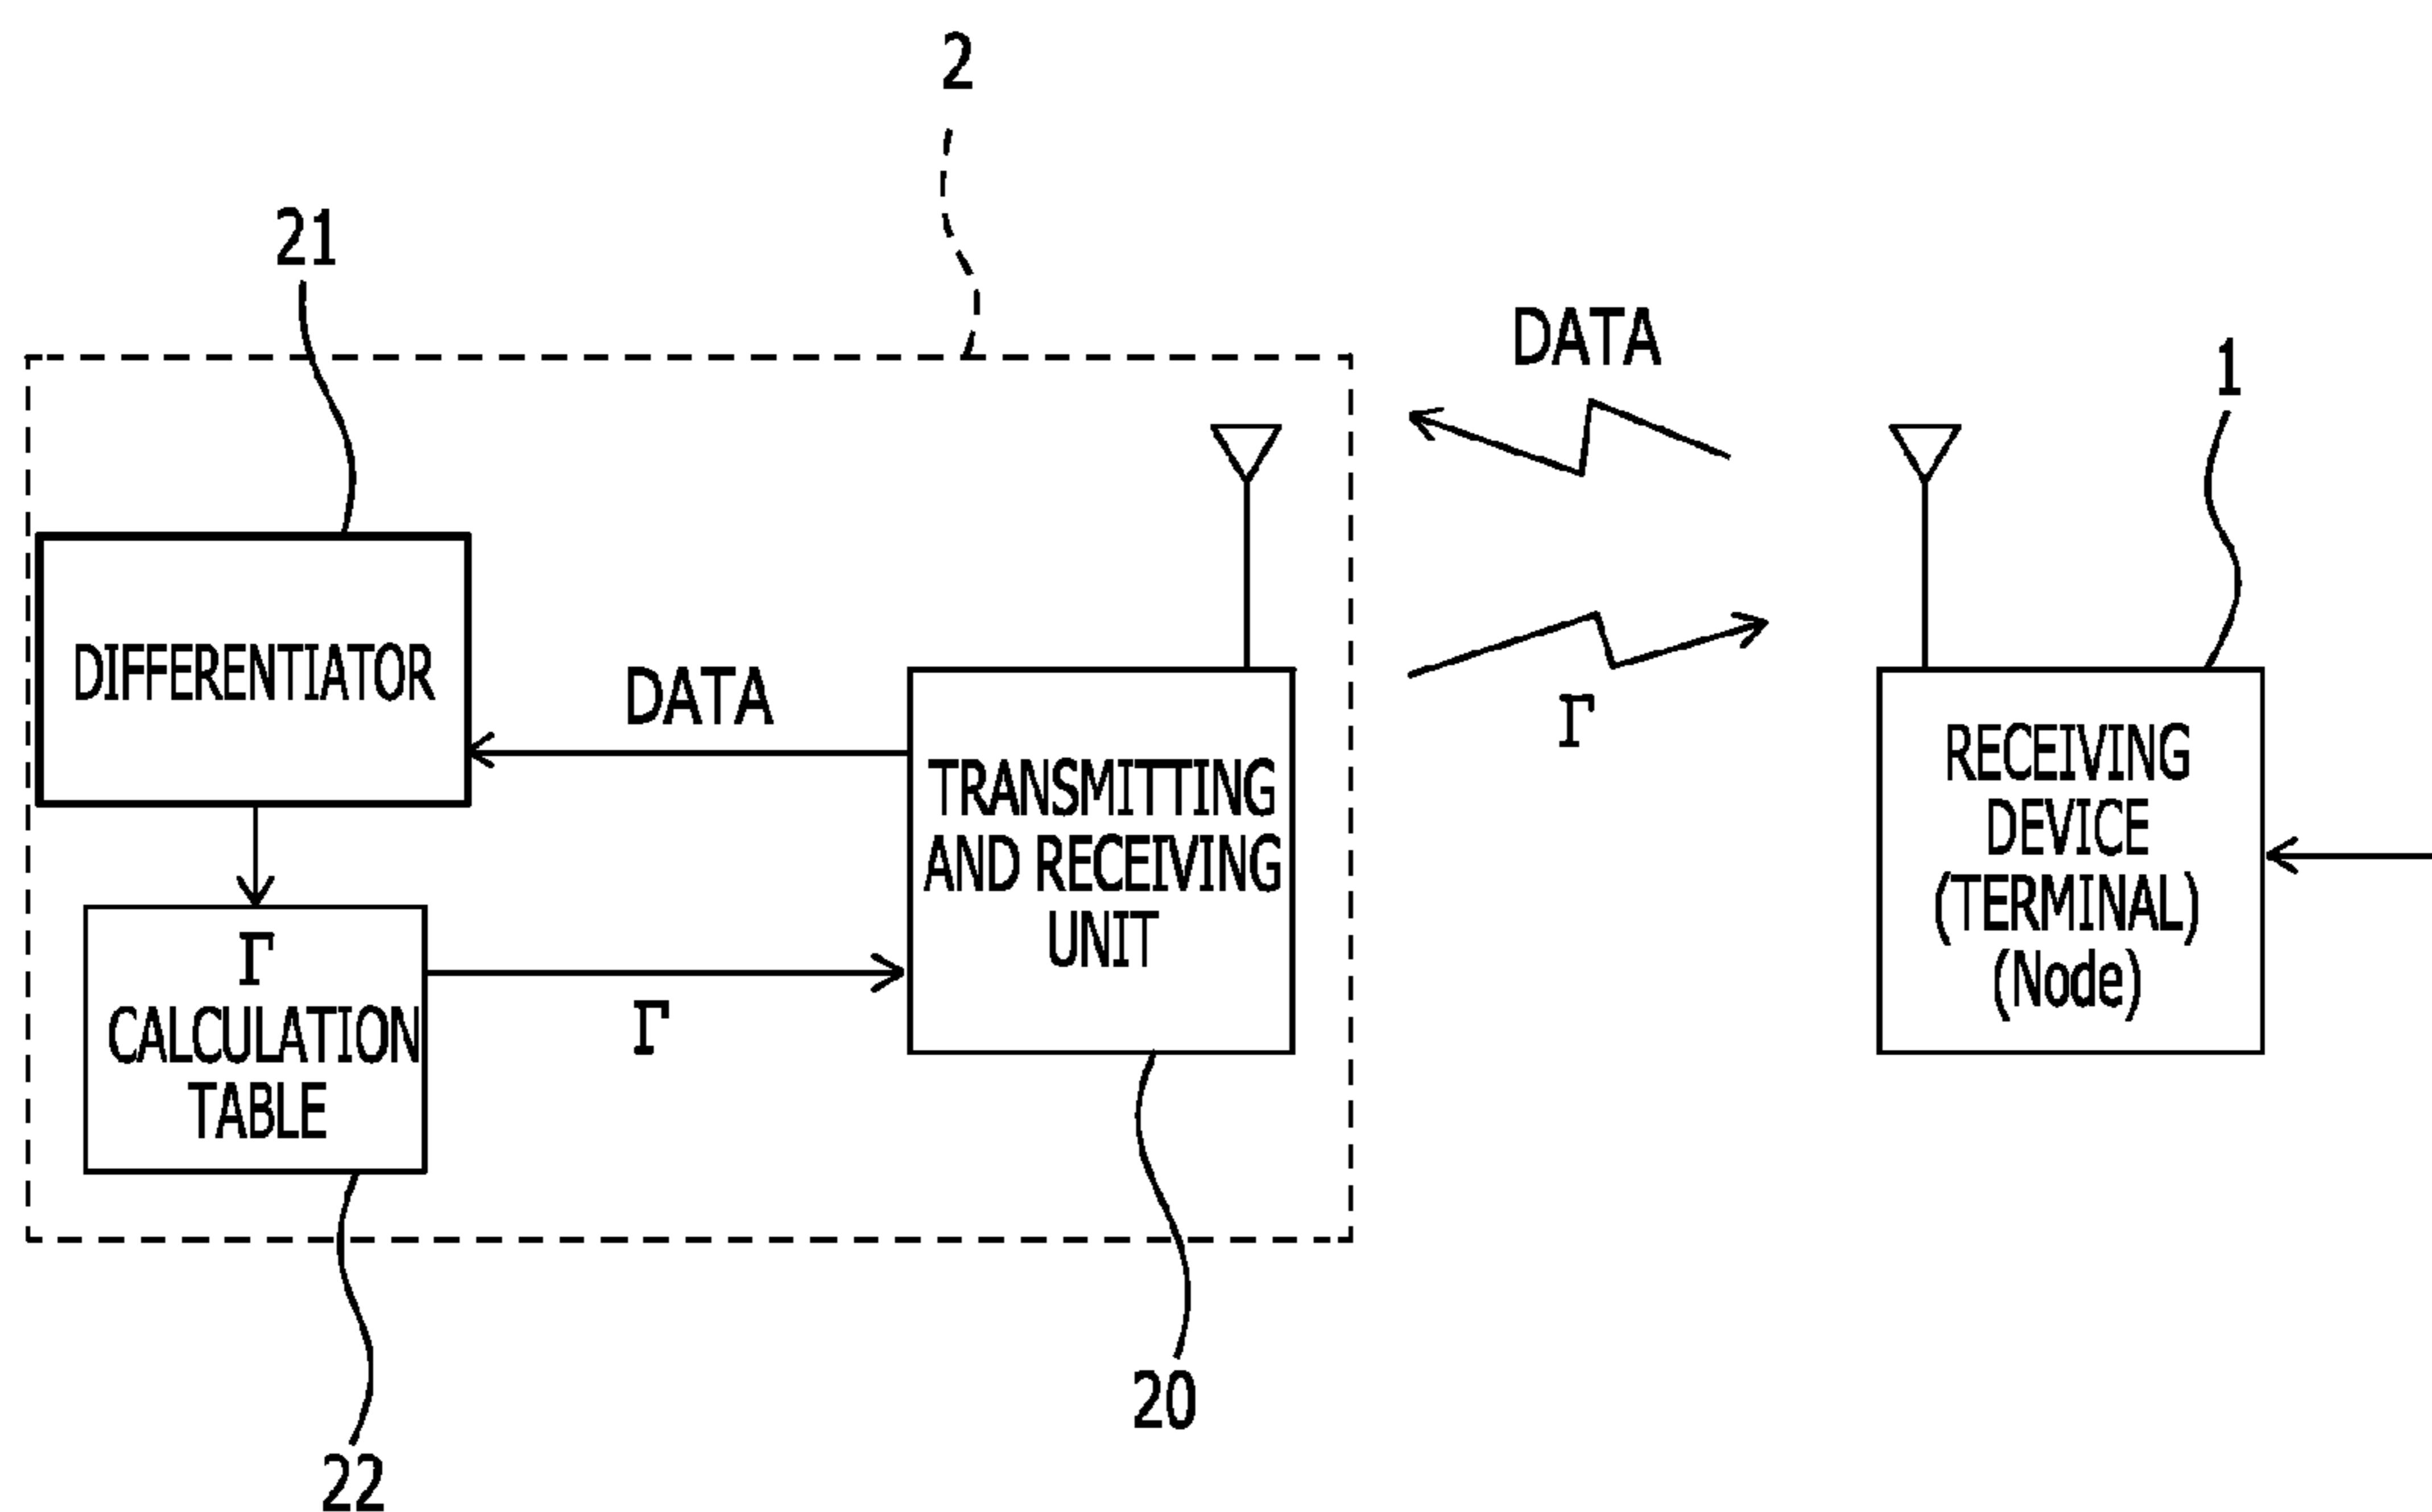 2
21
DATA
1
DIFFERENTIATOR
DATA
Γ
TRANSMITTING
AND RECEIVING
UNIT
RECEIVING
DEVICE
(TERMINAL)
(Node)
Γ
CALCULATION
TABLE
Γ
20
22